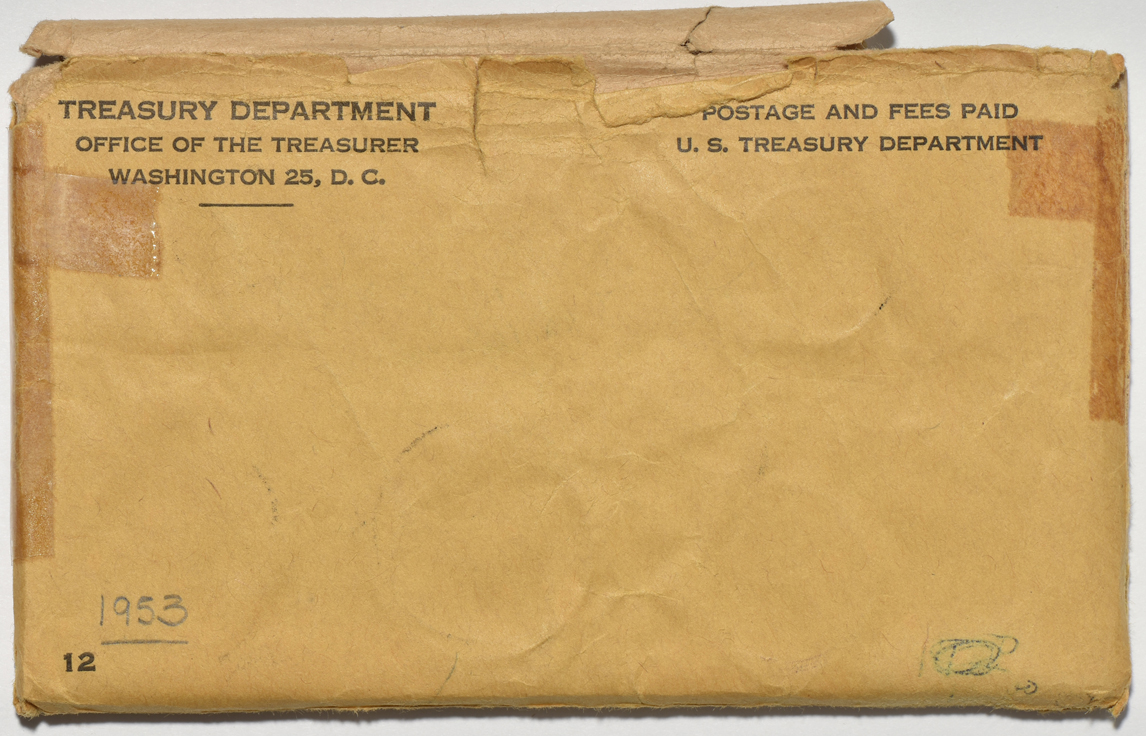 TREASURY DEPARTMENT
OFFICE OF THE TREASURER
WASHINGTON 25, D. C.
POSTAGE AND FEES PAID
U. S. TREASURY DEPARTMENT
1953
12